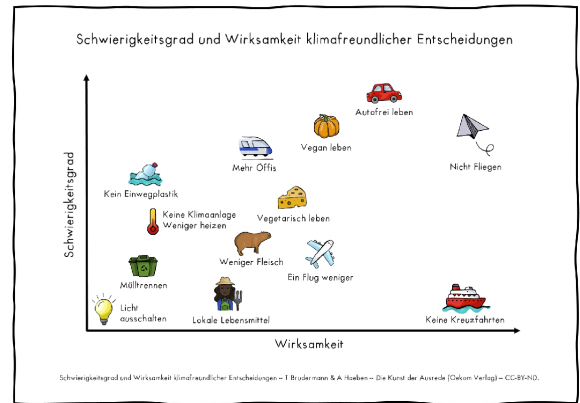 Schwierigkeitsgrad und Wirksamkeit klimafreundlicher Entscheidungen
Schwierigkeitsgrad
Autofrei leben
Vegan leben
Mehr Öffis
Nicht Fliegen
Kein Einwegplastik
Keine Klimaanlage
Weniger heizen
Vegetarisch leben
Weniger Fleisch
Ein Flug weniger
Mülltrennen
Licht
ausschalten
Lokale Lebensmittel
Keine Kreuzfahrten
Wirksamkeit
Schwierigkeitsgrad und Wirksamkeit klimafreundlicher Entscheidungen – T Brudermann & A Hoeben – Die Kunst der Ausrede (Oekom Verlag) – CC-BY-ND.